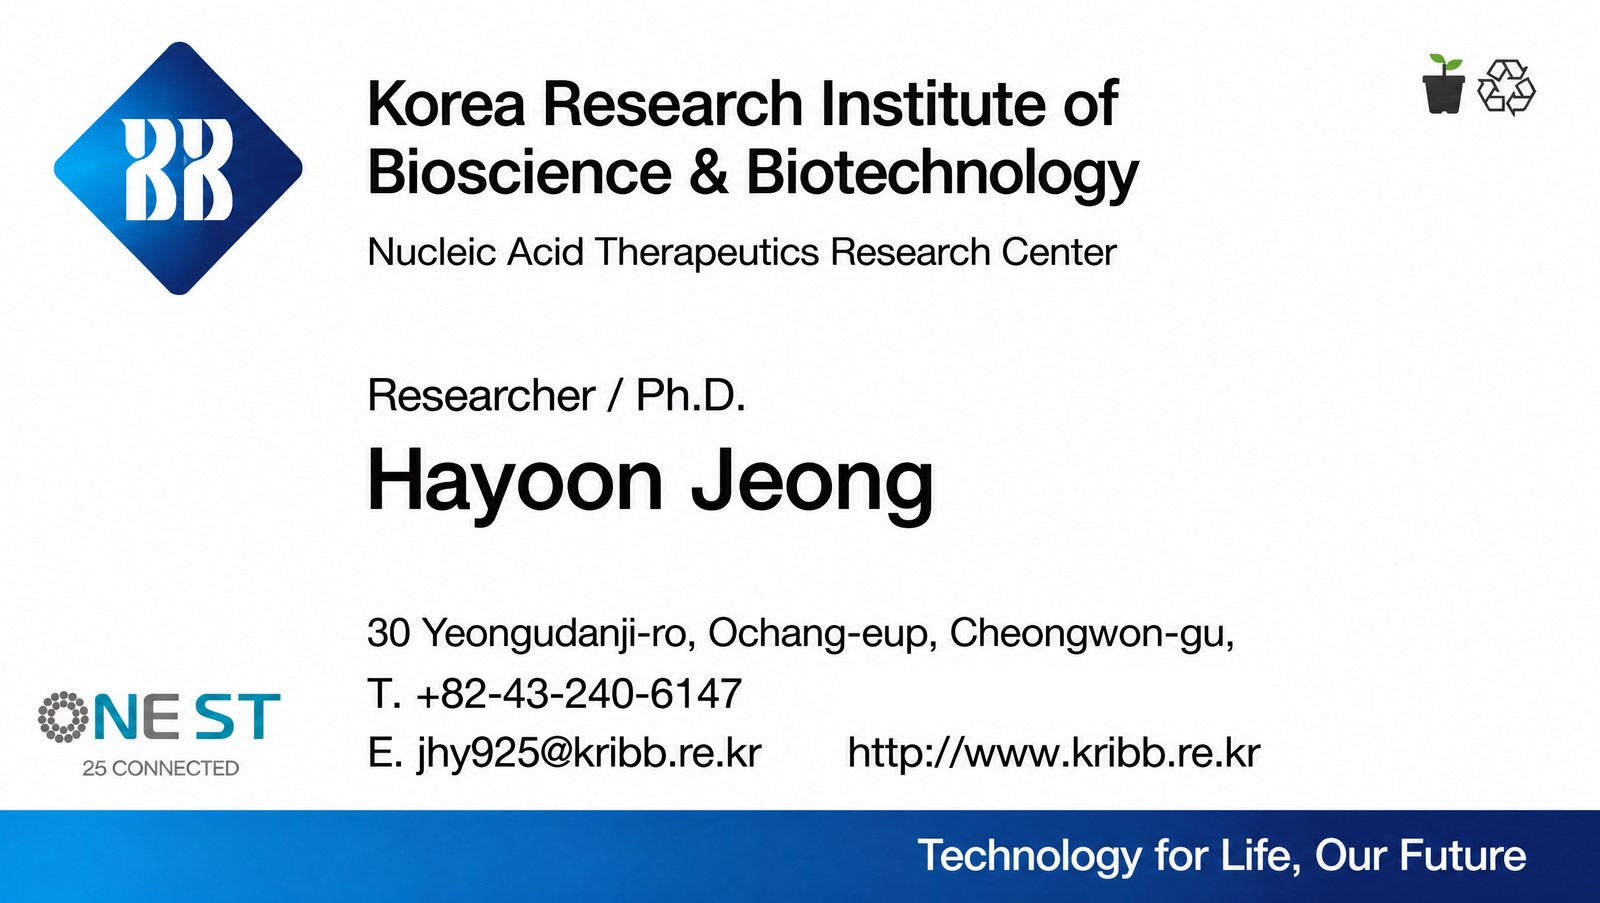 BB
Korea Research Institute of
Bioscience & Biotechnology
Nucleic Acid Therapeutics Research Center
Researcher / Ph.D.
Hayoon Jeong
30 Yeongudanji-ro, Ochang-eup, Cheongwon-gu,
T. +82-43-240-6147
E. jhy925@kribb.re.kr http://www.kribb.re.kr
ONEST
25 CONNECTED
Technology for Life, Our Future